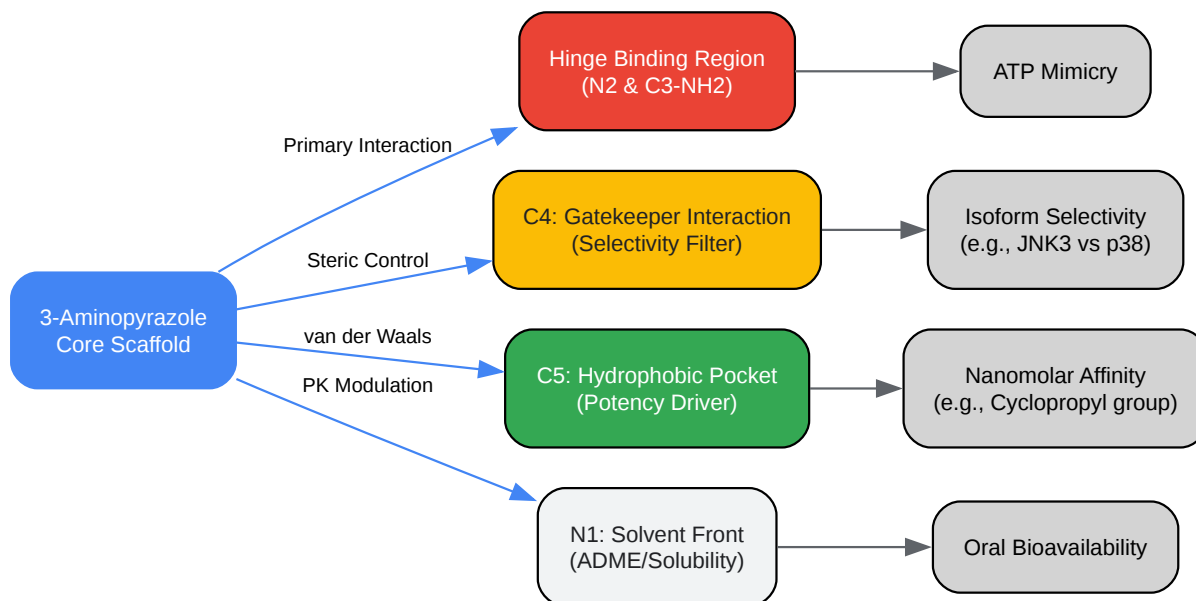 3-Aminopyrazole
Core Scaffold
Primary Interaction
Hinge Binding Region
(N2 & C3-NH2)
ATP Mimicry
Steric Control
C4: Gatekeeper Interaction
(Selectivity Filter)
Isoform Selectivity
(e.g., JNK3 vs p38)
van der Waals
C5: Hydrophobic Pocket
(Potency Driver)
Nanomolar Affinity
(e.g., Cyclopropyl group)
PK Modulation
N1: Solvent Front
(ADME/Solubility)
Oral Bioavailability